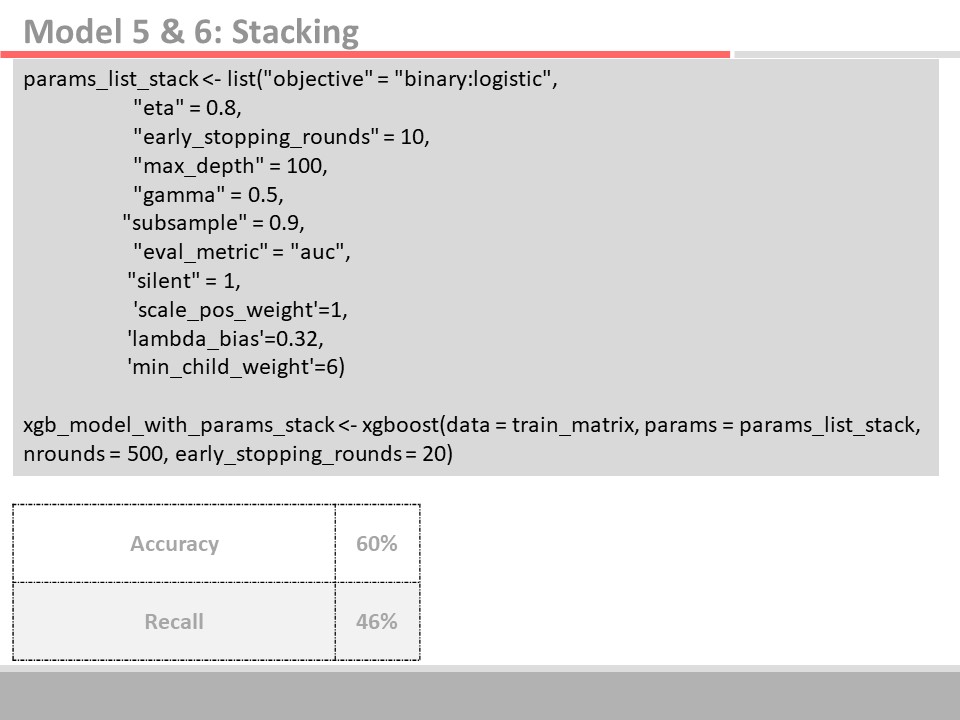 Model 5 & 6: Stacking
params_list_stack <- list("objective" = "binary:logistic",
"eta" = 0.8,
"early_stopping_rounds" = 10,
"max_depth" = 100,
"gamma" = 0.5,
"subsample" = 0.9,
"eval_metric" = "auc",
"silent" = 1,
'scale_pos_weight'=1,
'lambda_bias'=0.32,
'min_child_weight'=6)
xgb_model_with_params_stack <- xgboost(data = train_matrix, params = params_list_stack,
nrounds = 500, early_stopping_rounds = 20)
Accuracy 60%
Recall 46%